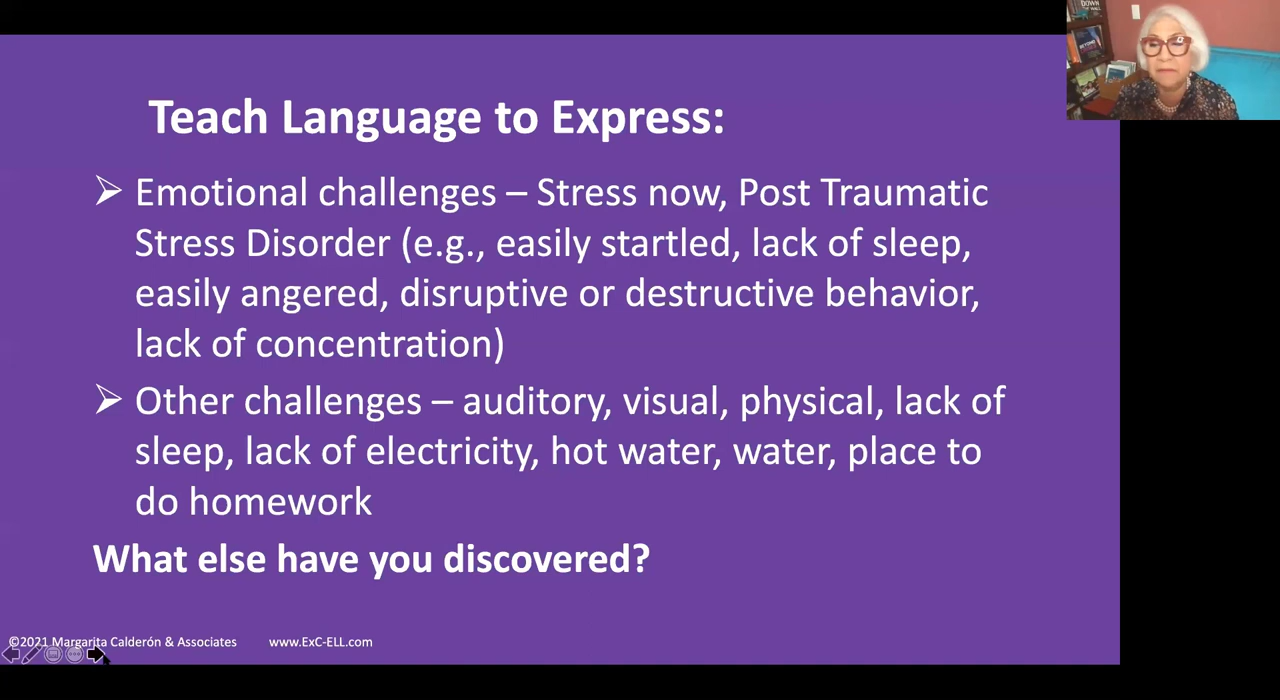 Teach Language to Express:
➢ Emotional challenges – Stress now, Post Traumatic
Stress Disorder (e.g., easily startled, lack of sleep,
easily angered, disruptive or destructive behavior,
lack of concentration)
➢ Other challenges – auditory, visual, physical, lack of
sleep, lack of electricity, hot water, water, place to
do homework
What else have you discovered?
©2021 Margarita Calderón & Associates www.ExC-ELL.com